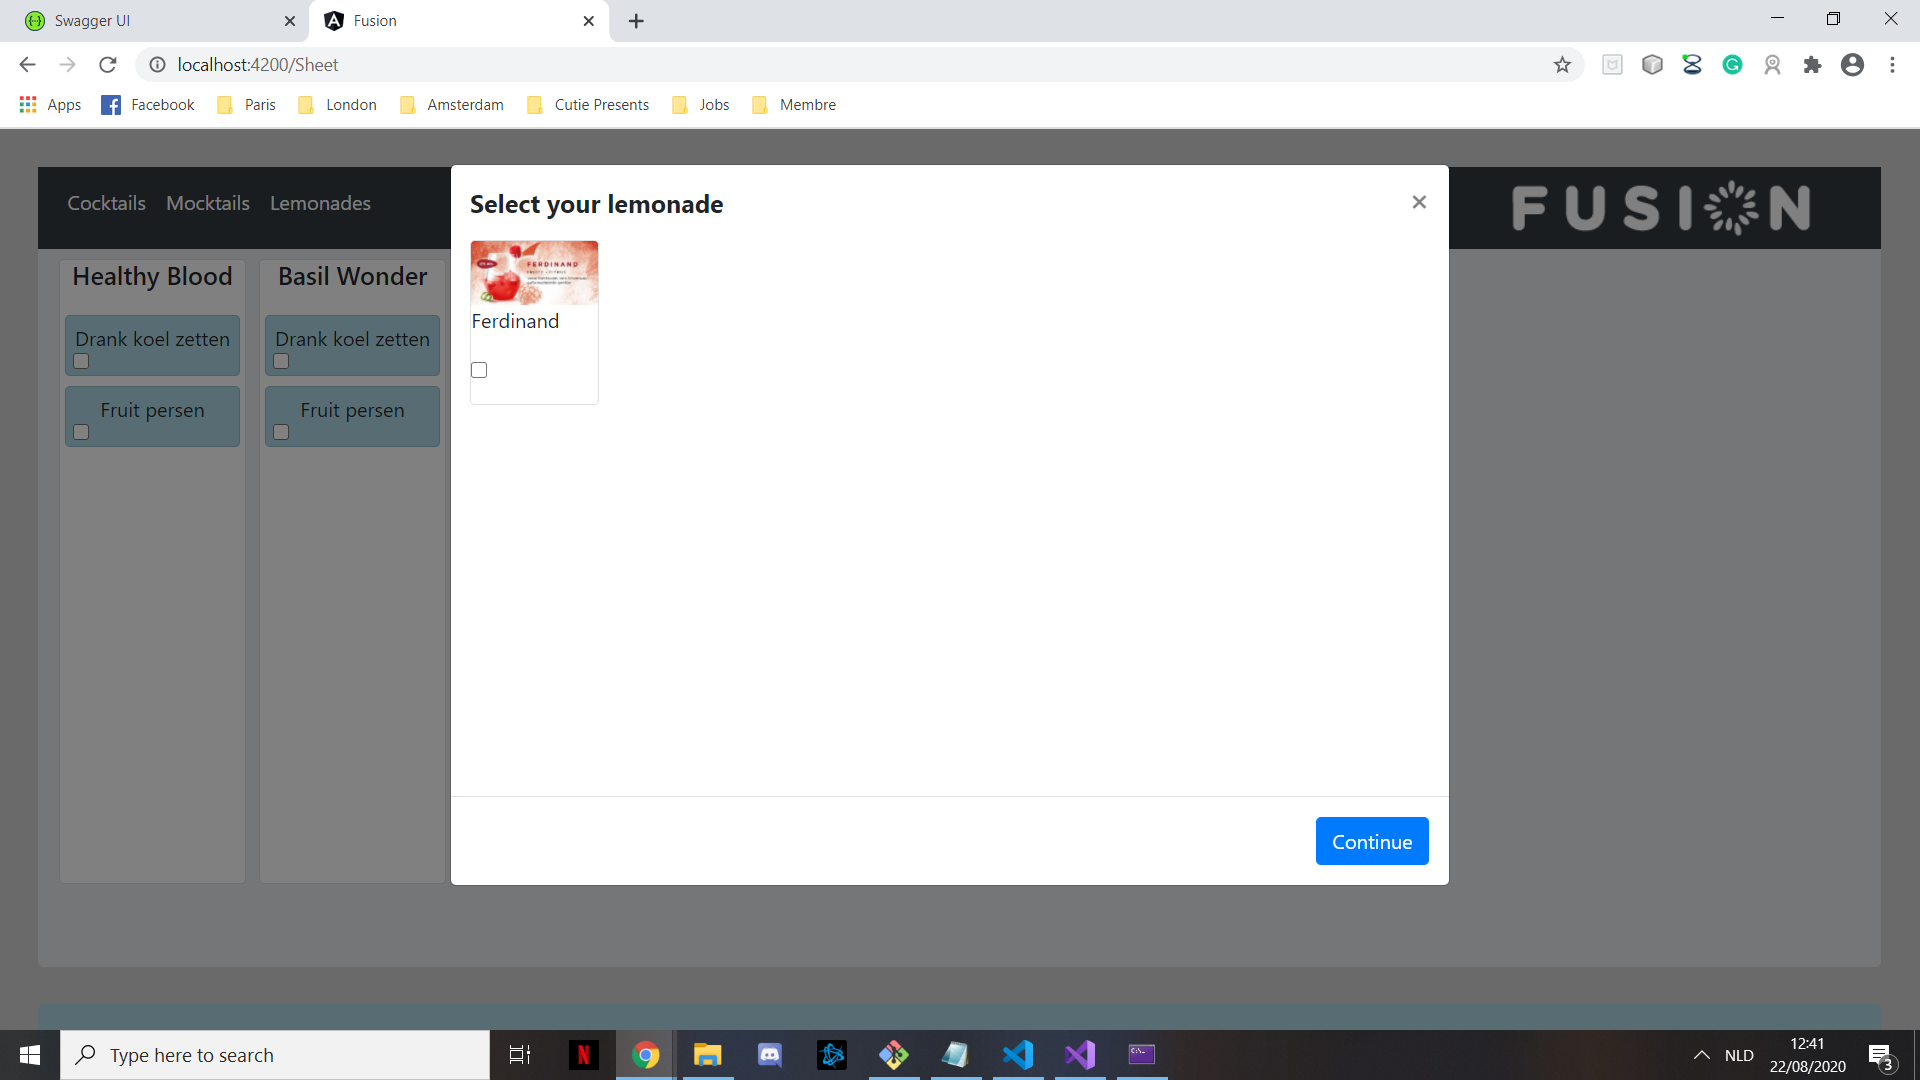 Swagger UI
Fusion
localhost:4200/Sheet
Apps
Facebook
Paris
London
Amsterdam
Cutie Presents
Jobs
Membre
Cocktails
Mocktails
Lemonades
FUSION
Select your lemonade
×
FERDINAND
Ferdinand
Healthy Blood
Drank koel zetten
Fruit persen
Basil Wonder
Drank koel zetten
Fruit persen
Continue
Type here to search
NLD
12:41
22/08/2020
3